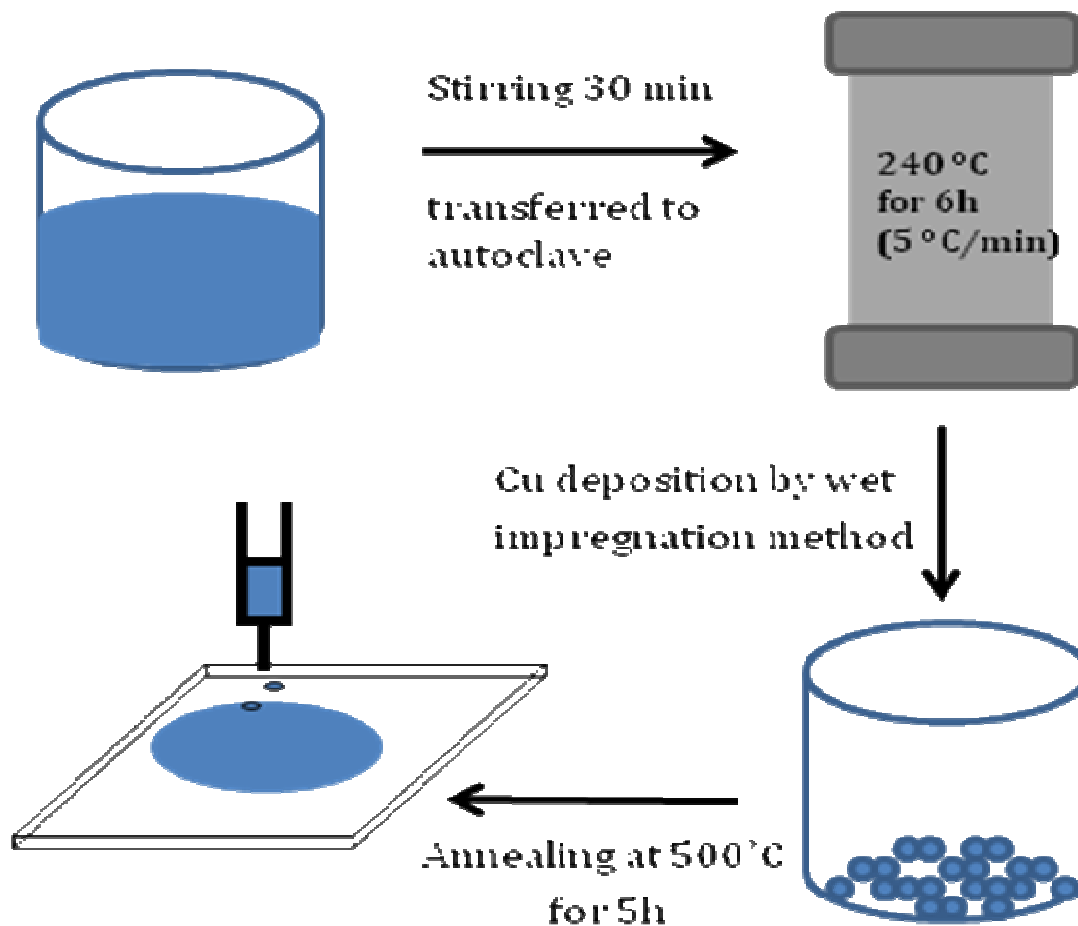 Stirring 30 min
transferred to
autoclave
240 °C
for 6h
(5 °C/min)
Cu deposition by wet
impregnation method
Annealing at 500°C
for 5h